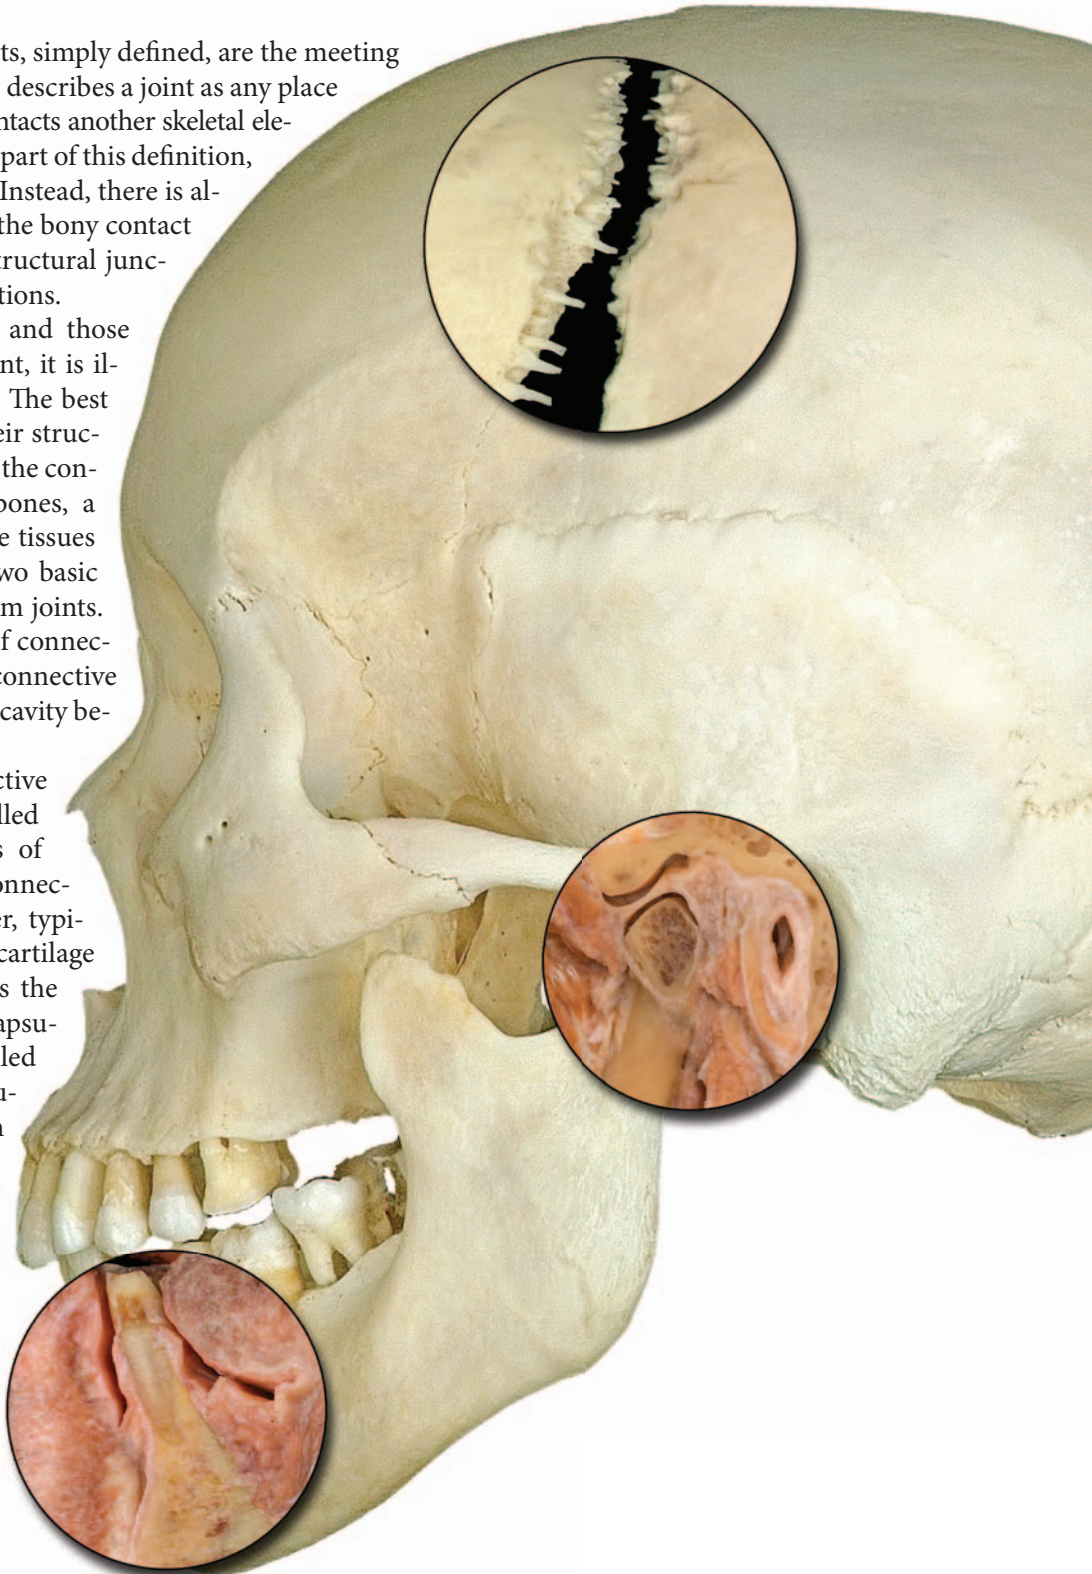 ts, simply defined, are the meeting
describes a joint as any place
ntacts another skeletal ele-
part of this definition,
Instead, there is al-
the bony contact
tructural junc-
tions.
and those
nt, it is il-
The best
eir struc-
the con-
bones, a
e tissues
wo basic
m joints.
f connec-
connective
cavity be-
ctive
lled
s of
onnec-
er, typi-
cartilage
s the
apsu-
led
u-
n